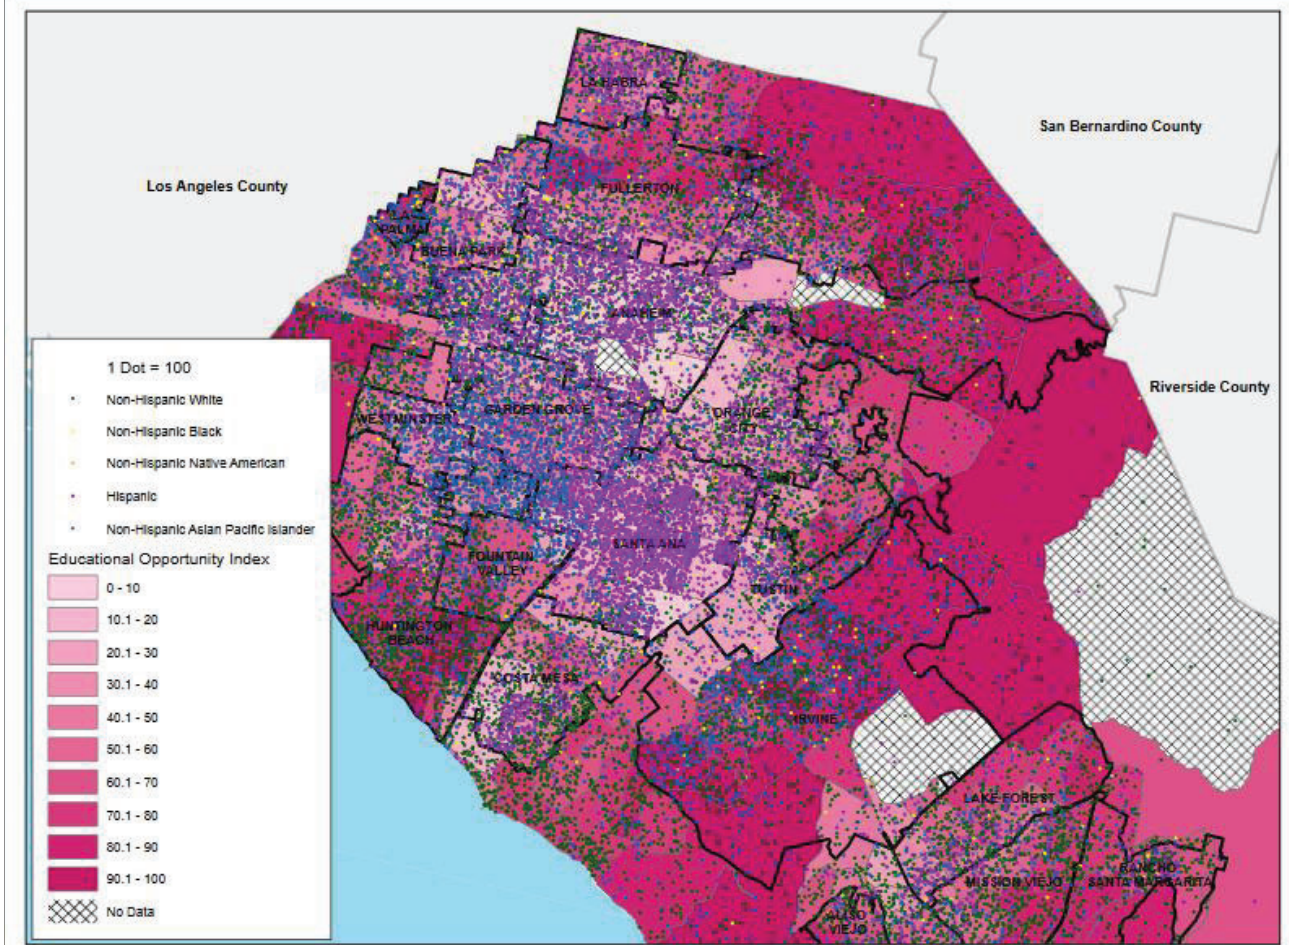 LA HABRA
San Bernardino County
Los Angeles County
FULLERTON
LA
PALMA
BUENA PARK
ANAHEIM
Riverside County
1 Dot = 100
Non-Hispanic White
Non-Hispanic Black
Non-Hispanic Native American
Hispanic
Non-Hispanic Asian Pacific Islander
Educational Opportunity Index
0 - 10
10.1 - 20
20.1 - 30
30.1 - 40
40.1 - 50
50.1 - 60
60.1 - 70
70.1 - 80
80.1 - 90
90.1 - 100
No Data
WESTMINSTER
GARDEN GROVE
ORANGE
CITY
SANTA ANA
FOUNTAIN
VALLEY
TUSTIN
HUNTINGTON
BEACH
COSTA MESA
IRVINE
LAKE FOREST
MISSION VIEJO
RANCHO
SANTA MARGARITA
ALISO
VIEJO